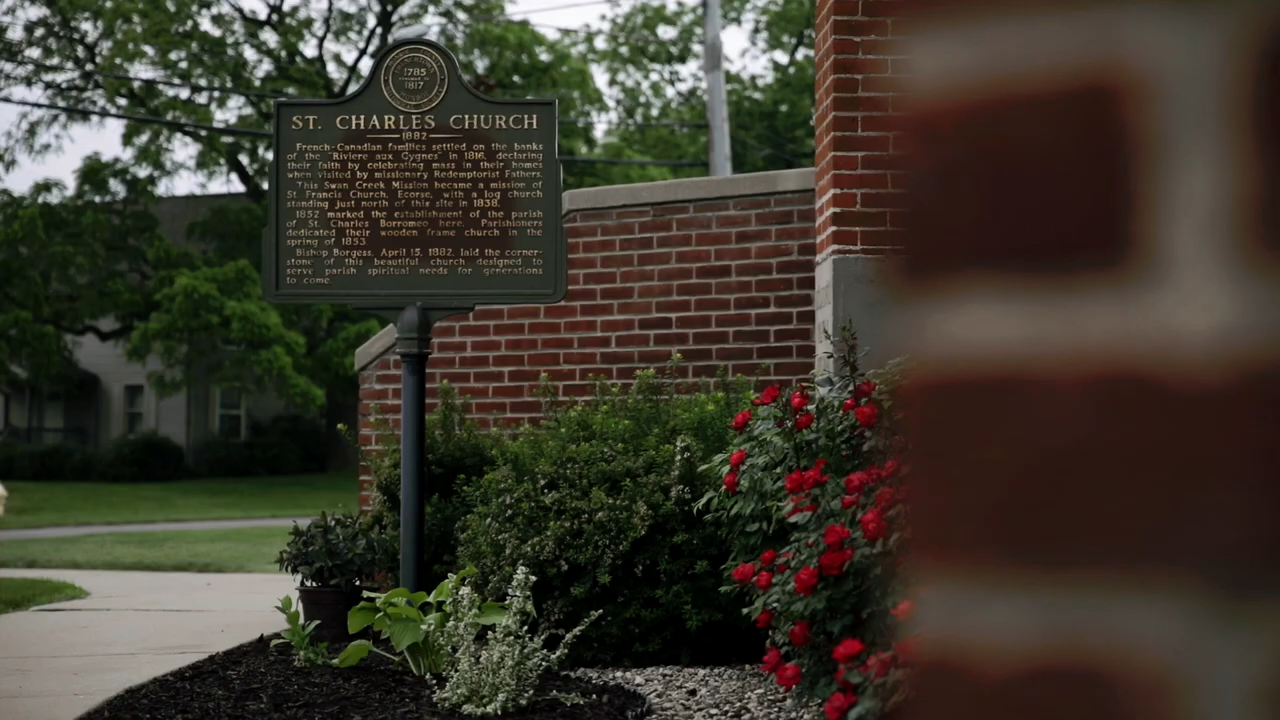 1785
1817
ST. CHARLES CHURCH
1882
French-Canadian families settled on the banks
of the "Riviere aux Cygnes" in 1816, declaring
their faith by celebrating mass in their homes
when visited by missionary Redemptorist Fathers.
This Swan Creek Mission became a mission of
St. Francis Church, Ecorse, with a log church
standing just north of this site in 1838.
1852 marked the establishment of the parish
of St. Charles Borromeo here. Parishioners
dedicated their wooden frame church in the
spring of 1853.
Bishop Borgess, April 15, 1882, laid the corner-
stone of this beautiful church designed to
serve parish spiritual needs for generations
to come.